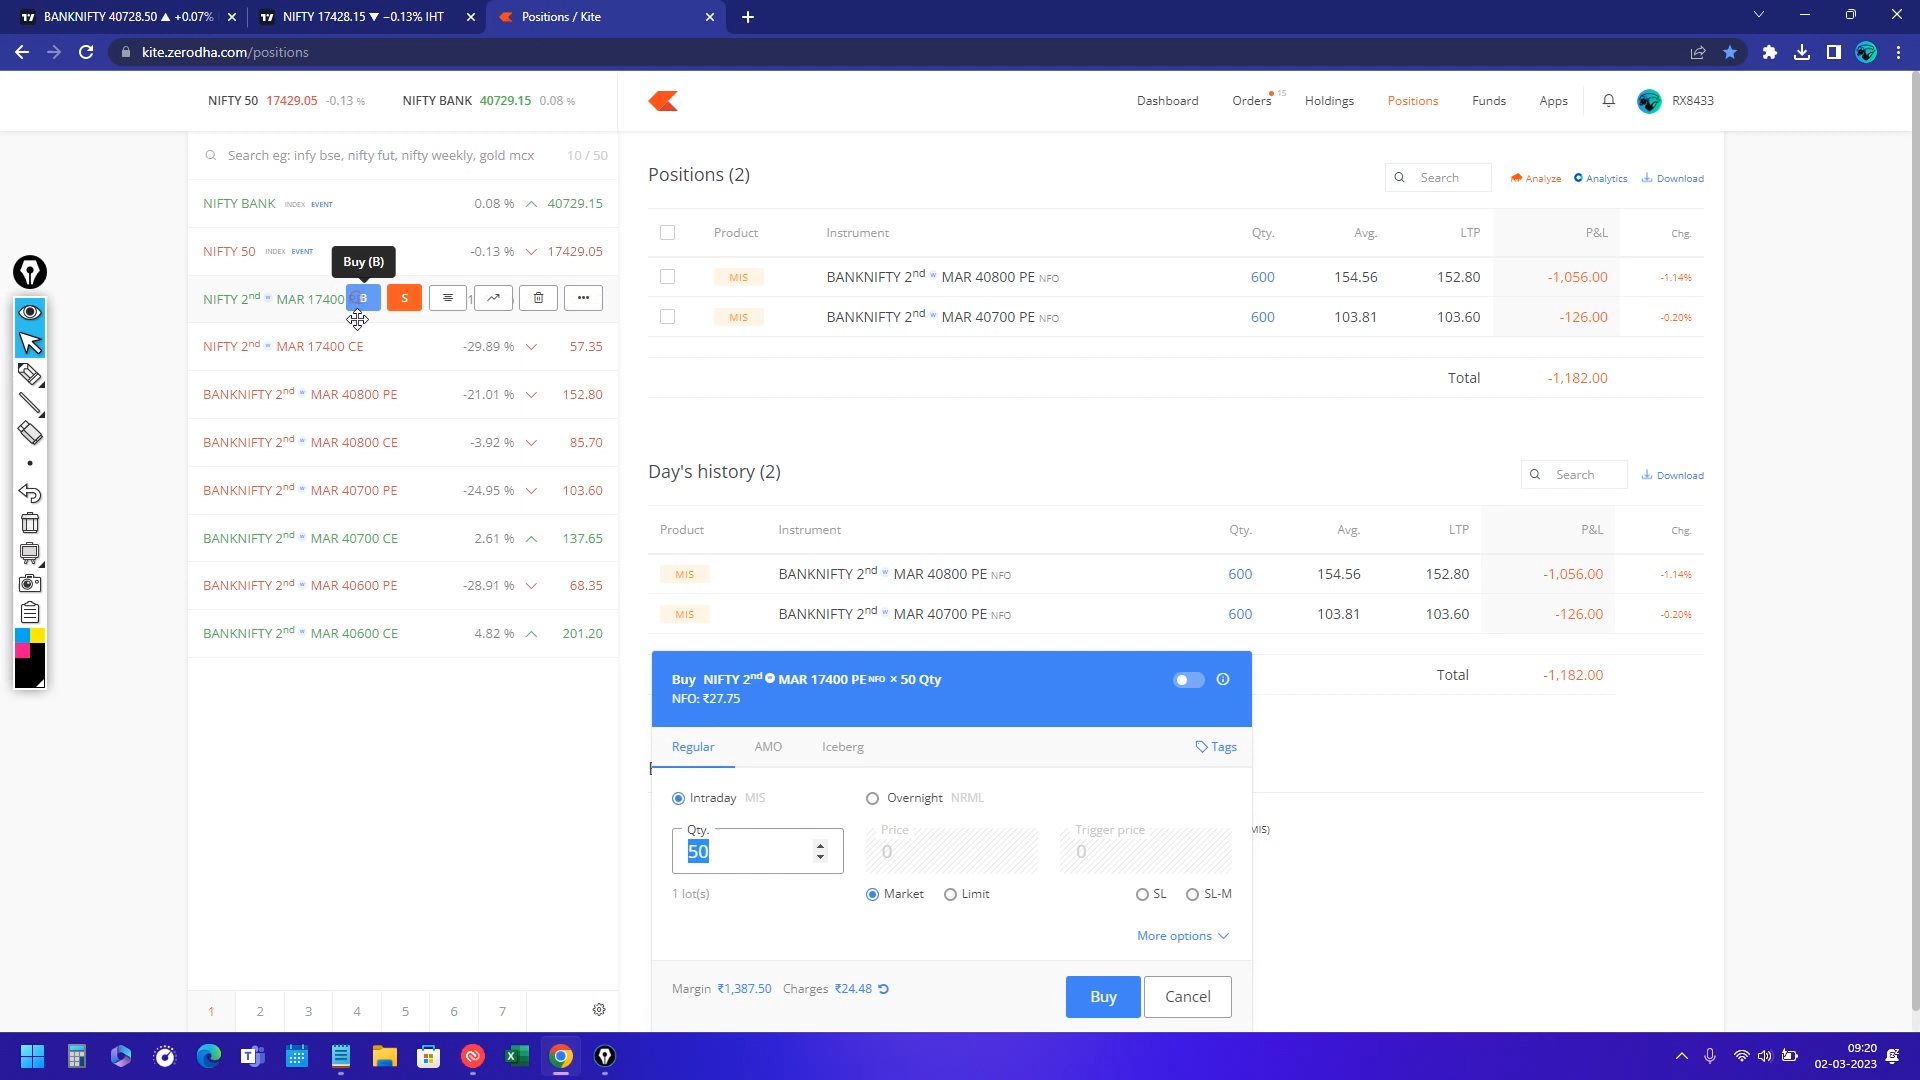 BANKNIFTY 40728.50 ▲ +0.07%
NIFTY 17428.15 ▼ −0.13% IHT
Positions / Kite
kite.zerodha.com/positions
NIFTY 50 17429.05 -0.13 %
NIFTY BANK 40729.15 0.08 %
Dashboard
Orders 15
Holdings
Positions
Funds
Apps
RX8433
Search eg: infy bse, nifty fut, nifty weekly, gold mcx 10 / 50
NIFTY BANK INDEX EVENT 0.08 % 40729.15
NIFTY 50 INDEX EVENT -0.13 % 17429.05
Buy (B)
NIFTY 2nd w MAR 17400 B S
NIFTY 2nd w MAR 17400 CE -29.89 % 57.35
BANKNIFTY 2nd w MAR 40800 PE -21.01 % 152.80
BANKNIFTY 2nd w MAR 40800 CE -3.92 % 85.70
BANKNIFTY 2nd w MAR 40700 PE -24.95 % 103.60
BANKNIFTY 2nd w MAR 40700 CE 2.61 % 137.65
BANKNIFTY 2nd w MAR 40600 PE -28.91 % 68.35
BANKNIFTY 2nd w MAR 40600 CE 4.82 % 201.20
1 2 3 4 5 6 7
Positions (2)
Search
Analyze
Analytics
Download
Product Instrument Qty. Avg. LTP P&L Chg.
MIS BANKNIFTY 2nd w MAR 40800 PE NFO 600 154.56 152.80 -1,056.00 -1.14%
MIS BANKNIFTY 2nd w MAR 40700 PE NFO 600 103.81 103.60 -126.00 -0.20%
Total -1,182.00
Day's history (2)
Search
Download
Product Instrument Qty. Avg. LTP P&L Chg.
MIS BANKNIFTY 2nd w MAR 40800 PE NFO 600 154.56 152.80 -1,056.00 -1.14%
MIS BANKNIFTY 2nd w MAR 40700 PE NFO 600 103.81 103.60 -126.00 -0.20%
Total -1,182.00
Buy NIFTY 2nd w MAR 17400 PE NFO × 50 Qty
NFO: ₹27.75
Regular AMO Iceberg Tags
Intraday MIS
Overnight NRML
Qty.
50
Price
0
Trigger price
0
1 lot(s)
Market
Limit
SL
SL-M
More options
Margin ₹1,387.50 Charges ₹24.48
Buy
Cancel
MIS)
09:20
02-03-2023